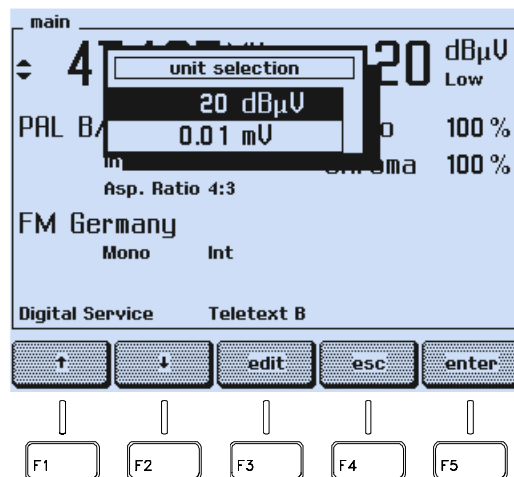 main
unit selection
20 dBµV
0.01 mV
20 dBµV
Low
PAL
100 %
100 %
Asp. Ratio 4:3
FM Germany
Mono Int
Digital Service Teletext B
↑ ↓ edit esc enter
F1 F2 F3 F4 F5